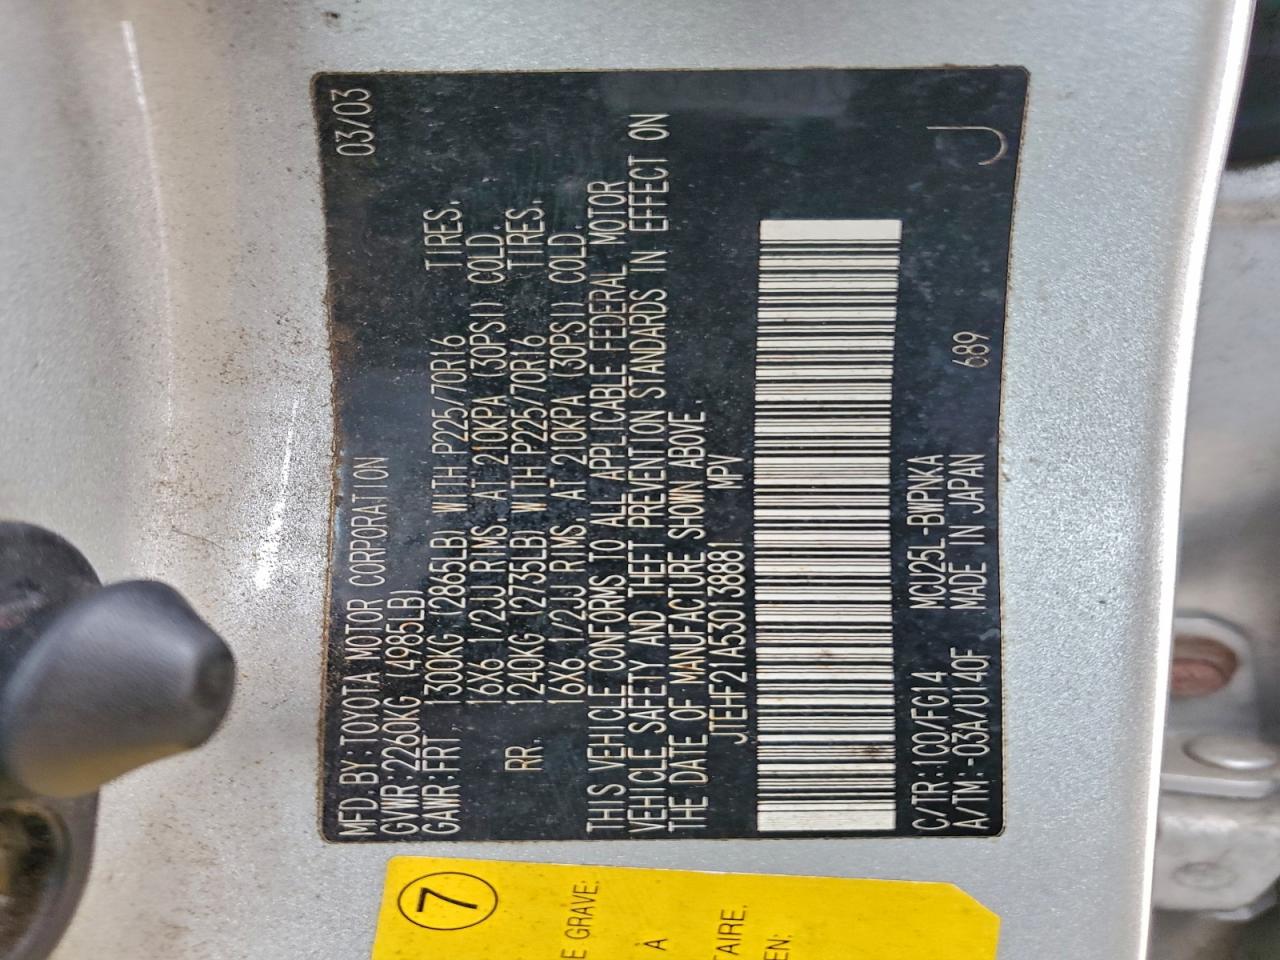 03/03
MFD.BY:TOYOTA MOTOR CORPORATION
GVWR:2260KG (4985LB)
GAWR:FRT. 1300KG (2865LB) WITH P225/70R16 TIRES.
16X6 1/2JJ RIMS. AT 210KPA (30PSI) COLD.
RR. 1240KG (2735LB) WITH P225/70R16 TIRES.
16X6 1/2JJ RIMS. AT 210KPA (30PSI) COLD.
THIS VEHICLE CONFORMS TO ALL APPLICABLE FEDERAL MOTOR
VEHICLE SAFETY AND THEFT PREVENTION STANDARDS IN EFFECT ON
THE DATE OF MANUFACTURE SHOWN ABOVE.
JTEHF21A530138881 MPV
C/TR:1C0/FG14 MCU25L-BWPNKA
A/TM:-03A/U140F MADE IN JAPAN 689
J
7
E GRAVE:
À
TAIRE.
EN: